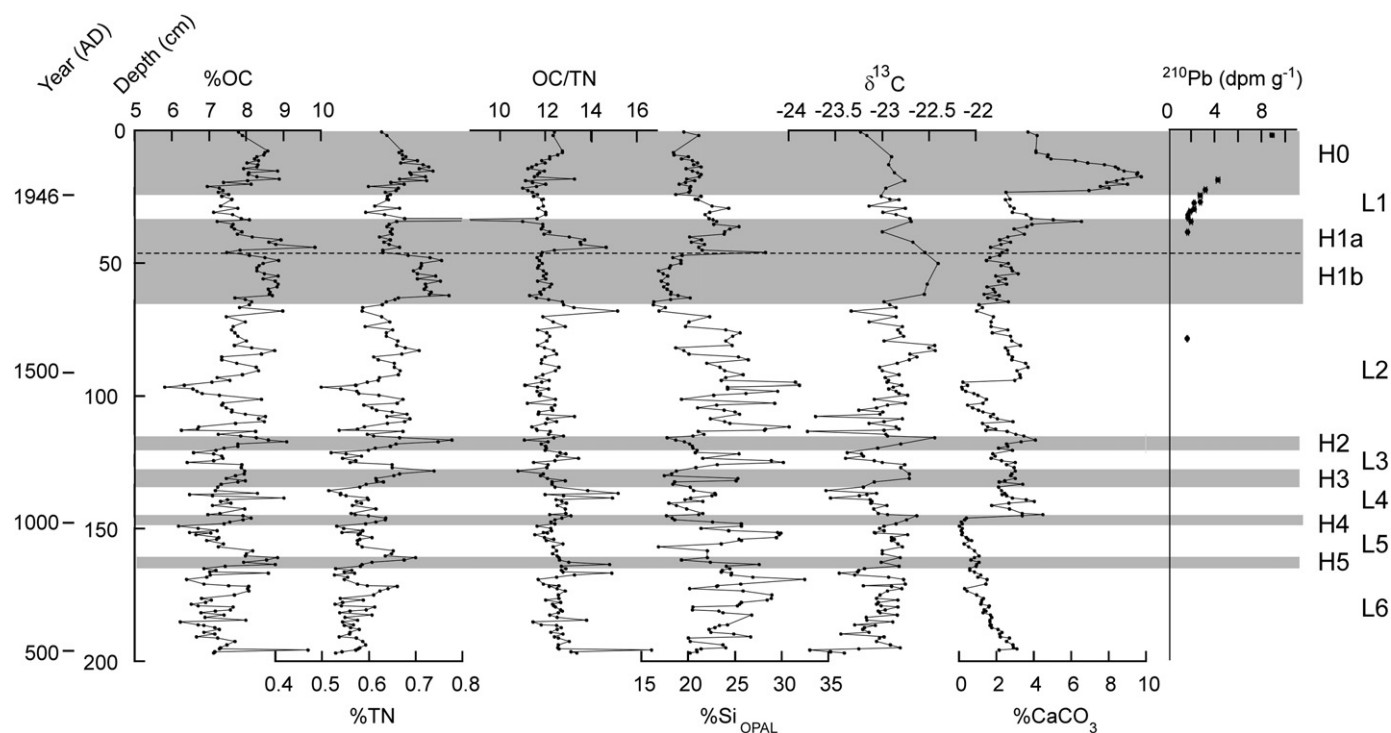 Year (AD)
Depth (cm)
%OC
OC/TN
δ13C
210Pb (dpm g-1)
5 6 7 8 9 10
10 12 14 16
-24 -23.5 -23 -22.5 -22
0 4 8
0
50
100
150
200
1946
1500
1000
500
H0
L1
H1a
H1b
L2
H2
L3
H3
L4
H4
L5
H5
L6
0.4 0.5 0.6 0.7 0.8
15 20 25 30 35
0 2 4 6 8 10
%TN
%SiOPAL
%CaCO3